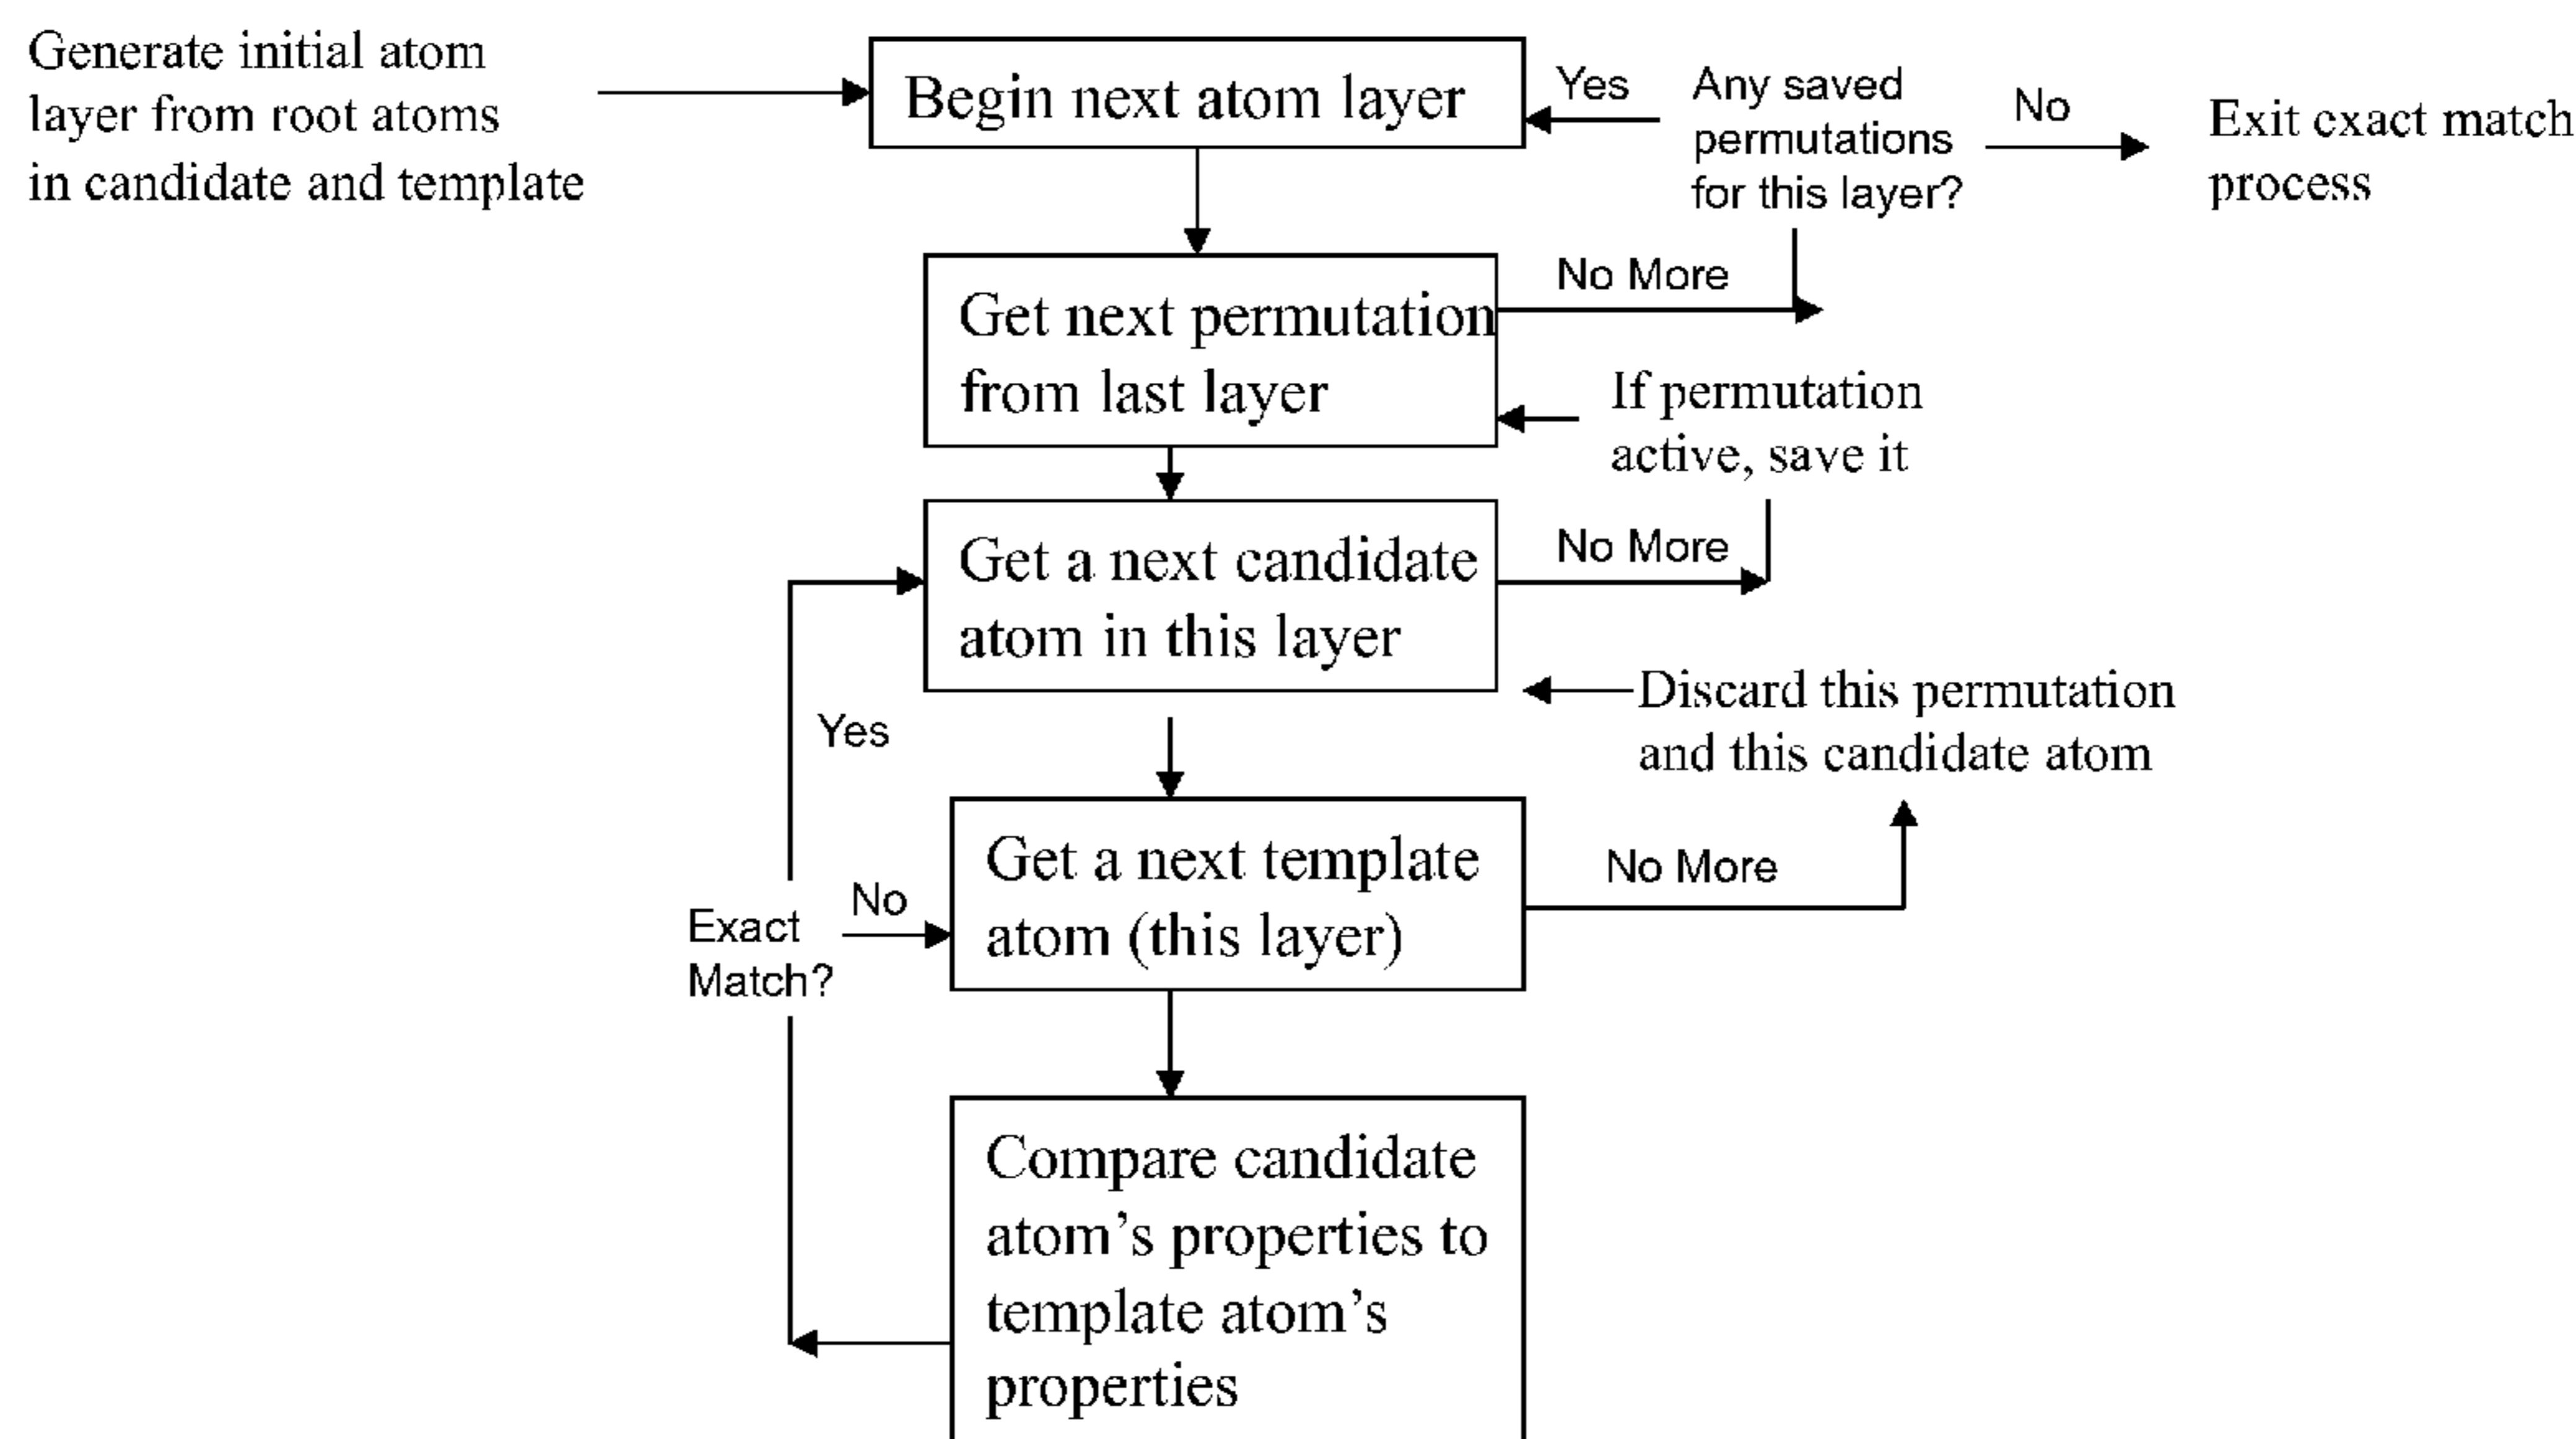 Generate initial atom
layer from root atoms
in candidate and template
Begin next atom layer
Yes
Any saved
permutations
for this layer?
No
Exit exact match
process
Get next permutation
from last layer
No More
If permutation
active, save it
Get a next candidate
atom in this layer
No More
Discard this permutation
and this candidate atom
Yes
Get a next template
atom (this layer)
No More
Exact
Match?
No
Compare candidate
atom's properties to
template atom's
properties